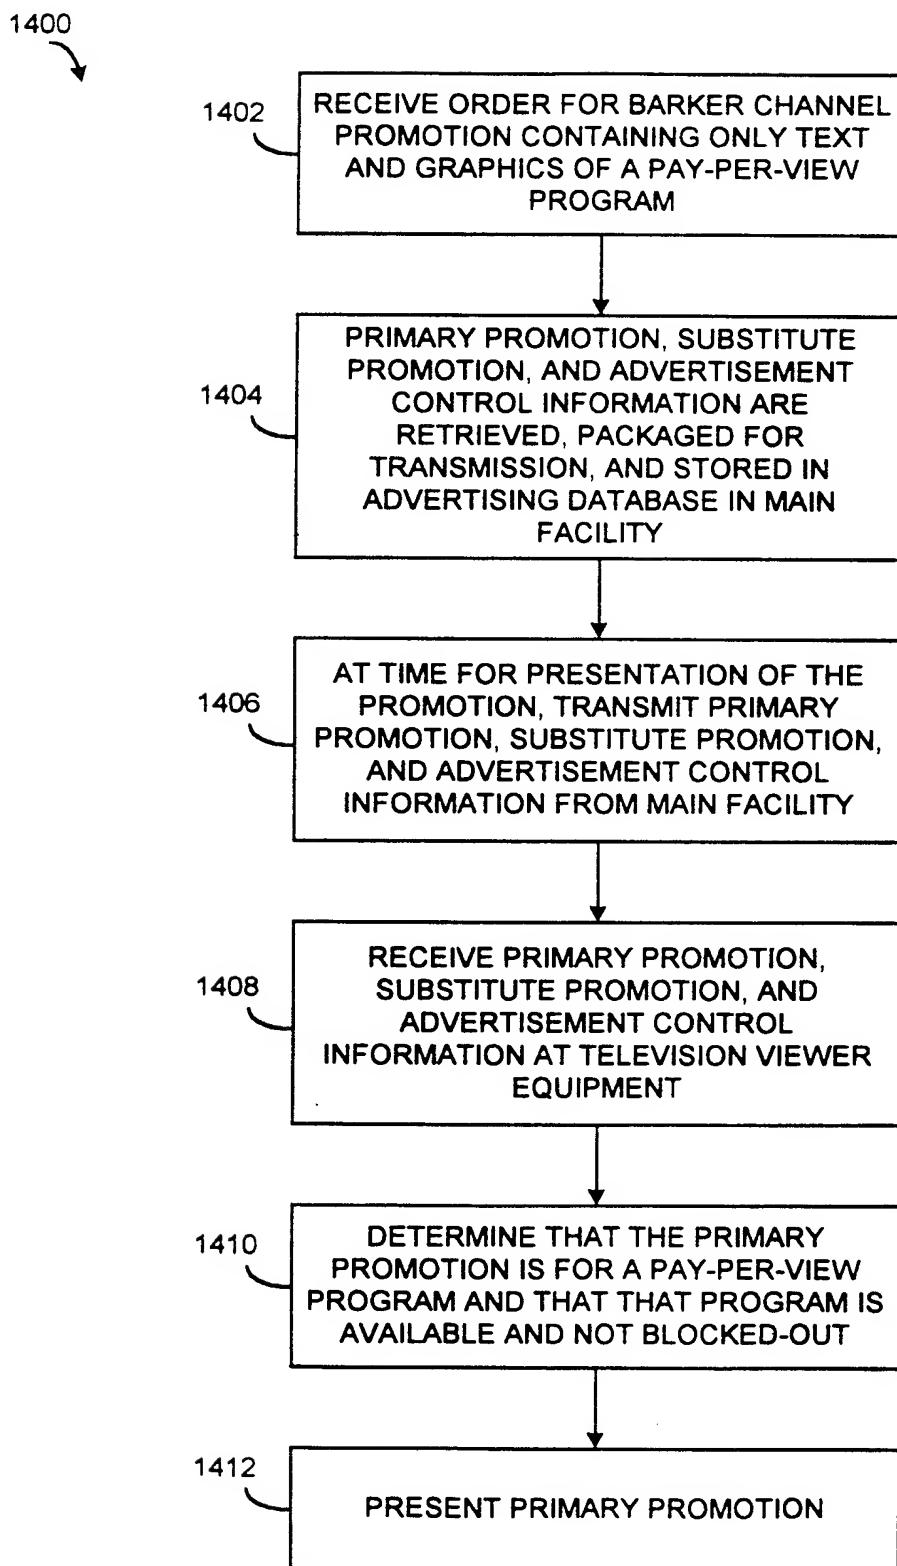 1400
1402
RECEIVE ORDER FOR BARKER CHANNEL
PROMOTION CONTAINING ONLY TEXT
AND GRAPHICS OF A PAY-PER-VIEW
PROGRAM
1404
PRIMARY PROMOTION, SUBSTITUTE
PROMOTION, AND ADVERTISEMENT
CONTROL INFORMATION ARE
RETRIEVED, PACKAGED FOR
TRANSMISSION, AND STORED IN
ADVERTISING DATABASE IN MAIN
FACILITY
1406
AT TIME FOR PRESENTATION OF THE
PROMOTION, TRANSMIT PRIMARY
PROMOTION, SUBSTITUTE PROMOTION,
AND ADVERTISEMENT CONTROL
INFORMATION FROM MAIN FACILITY
1408
RECEIVE PRIMARY PROMOTION,
SUBSTITUTE PROMOTION, AND
ADVERTISEMENT CONTROL
INFORMATION AT TELEVISION VIEWER
EQUIPMENT
1410
DETERMINE THAT THE PRIMARY
PROMOTION IS FOR A PAY-PER-VIEW
PROGRAM AND THAT THAT PROGRAM IS
AVAILABLE AND NOT BLOCKED-OUT
1412
PRESENT PRIMARY PROMOTION